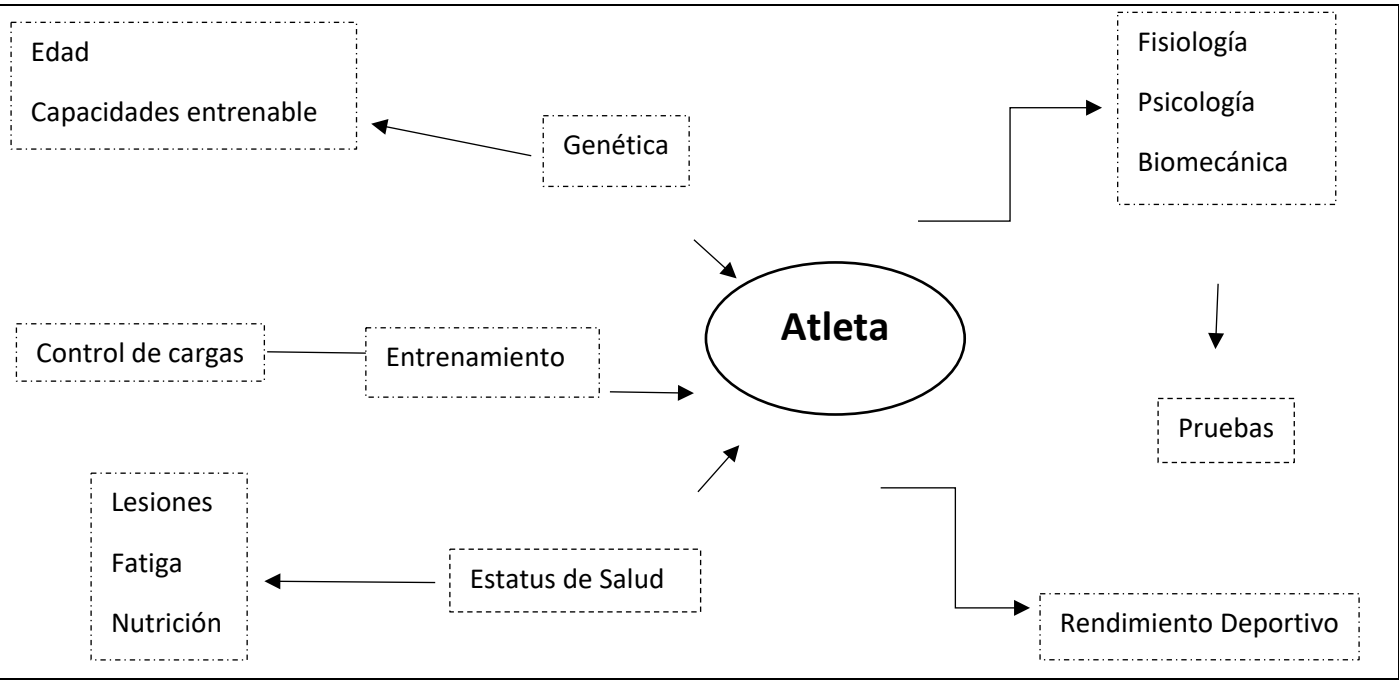 Edad
Capacidades entrenable
Genética
Fisiología
Psicología
Biomecánica
Atleta
Control de cargas
Entrenamiento
Pruebas
Lesiones
Fatiga
Nutrición
Estatus de Salud
Rendimiento Deportivo